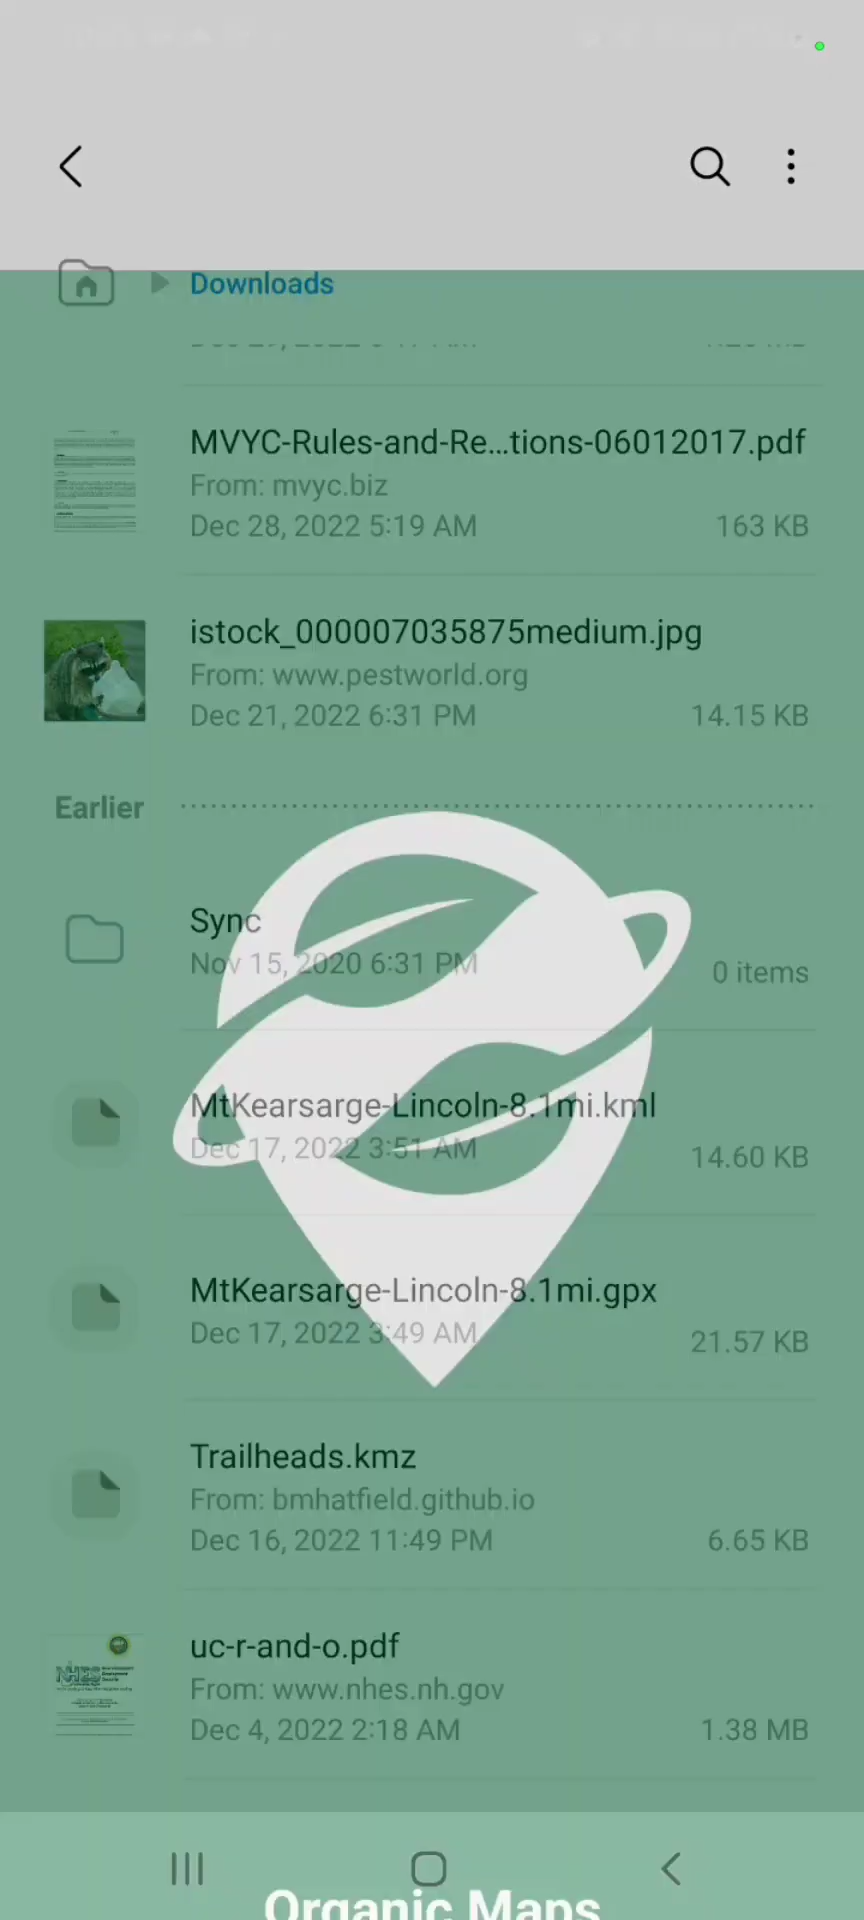 Downloads
MVYC-Rules-and-Re...tions-06012017.pdf
From: mvyc.biz
Dec 28, 2022 5:19 AM 163 KB
istock_000007035875medium.jpg
From: www.pestworld.org
Dec 21, 2022 6:31 PM 14.15 KB
Earlier
Sync
Nov 15, 2020 6:31 PM 0 items
MtKearsarge-Lincoln-8.1mi.kml
Dec 17, 2022 3:51 AM 14.60 KB
MtKearsarge-Lincoln-8.1mi.gpx
Dec 17, 2022 3:49 AM 21.57 KB
Trailheads.kmz
From: bmhatfield.github.io
Dec 16, 2022 11:49 PM 6.65 KB
NHES
uc-r-and-o.pdf
From: www.nhes.nh.gov
Dec 4, 2022 2:18 AM 1.38 MB
Organic Maps